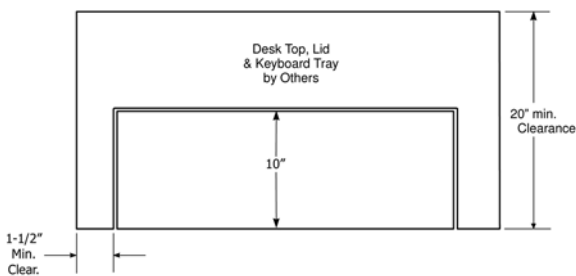 Desk Top, Lid
& Keyboard Tray
by Others
20" min.
Clearance
10"
1-1/2"
Min.
Clear.